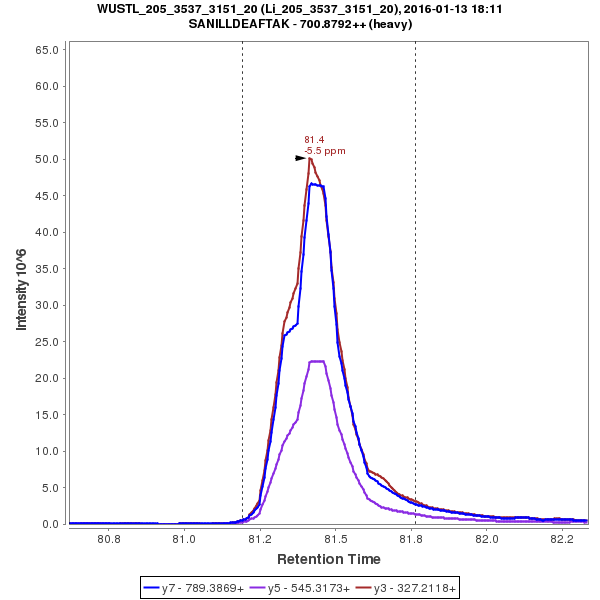 WUSTL_205_3537_3151_20 (Li_205_3537_3151_20), 2016-01-13 18:11
SANILLDEAFTAK - 700.8792++ (heavy)
65.0
60.0
55.0
50.0
45.0
40.0
35.0
30.0
25.0
20.0
15.0
10.0
5.0
0.0
Intensity 10^6
81.4
-5.5 ppm
80.8 81.0 81.2 81.5 81.8 82.0 82.2
Retention Time
y7 - 789.3869+ y5 - 545.3173+ y3 - 327.2118+